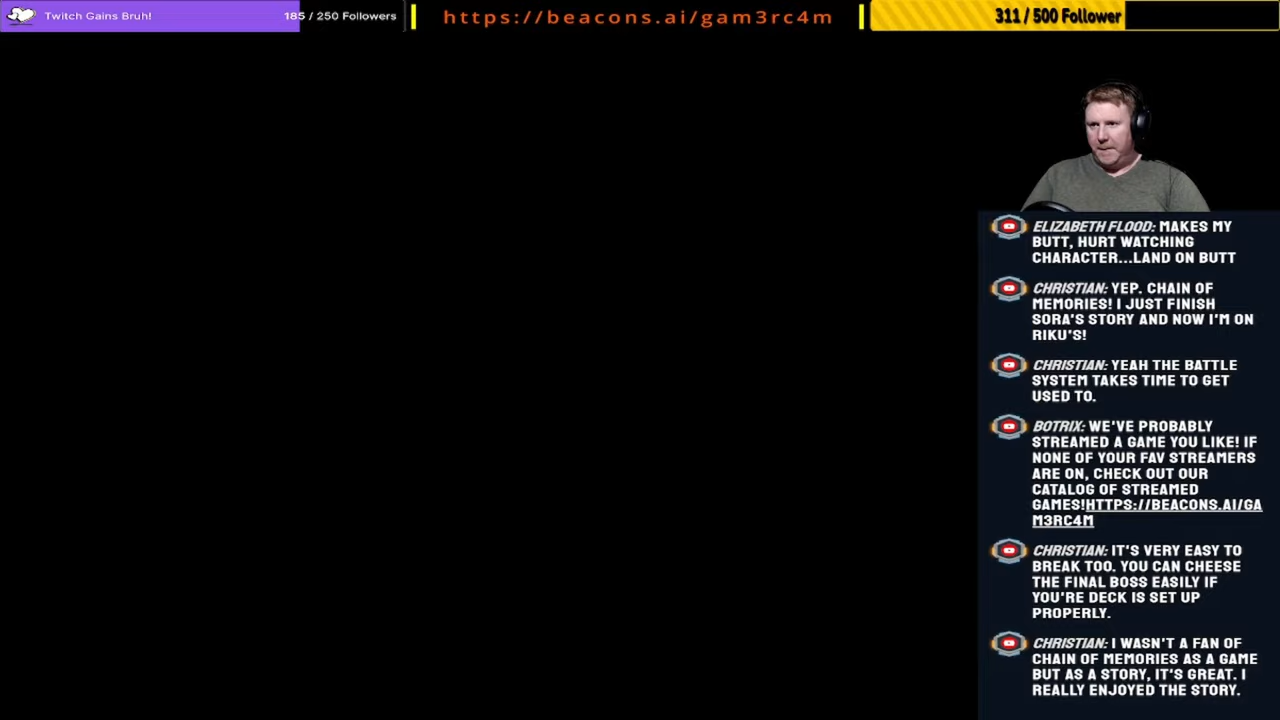 Twitch Gains Bruh!
185 / 250 Followers
https://beacons.ai/gam3rc4m
311 / 500 Follower
ELIZABETH FLOOD: MAKES MY
BUTT, HURT WATCHING
CHARACTER...LAND ON BUTT
CHRISTIAN: YEP. CHAIN OF
MEMORIES! I JUST FINISH
SORA'S STORY AND NOW I'M ON
RIKU'S!
CHRISTIAN: YEAH THE BATTLE
SYSTEM TAKES TIME TO GET
USED TO.
BOTRIX: WE'VE PROBABLY
STREAMED A GAME YOU LIKE! IF
NONE OF YOUR FAV STREAMERS
ARE ON, CHECK OUT OUR
CATALOG OF STREAMED
GAMES!HTTPS://BEACONS.AI/GA
M3RC4M
CHRISTIAN: IT'S VERY EASY TO
BREAK TOO. YOU CAN CHEESE
THE FINAL BOSS EASILY IF
YOU'RE DECK IS SET UP
PROPERLY.
CHRISTIAN: I WASN'T A FAN OF
CHAIN OF MEMORIES AS A GAME
BUT AS A STORY, IT'S GREAT. I
REALLY ENJOYED THE STORY.